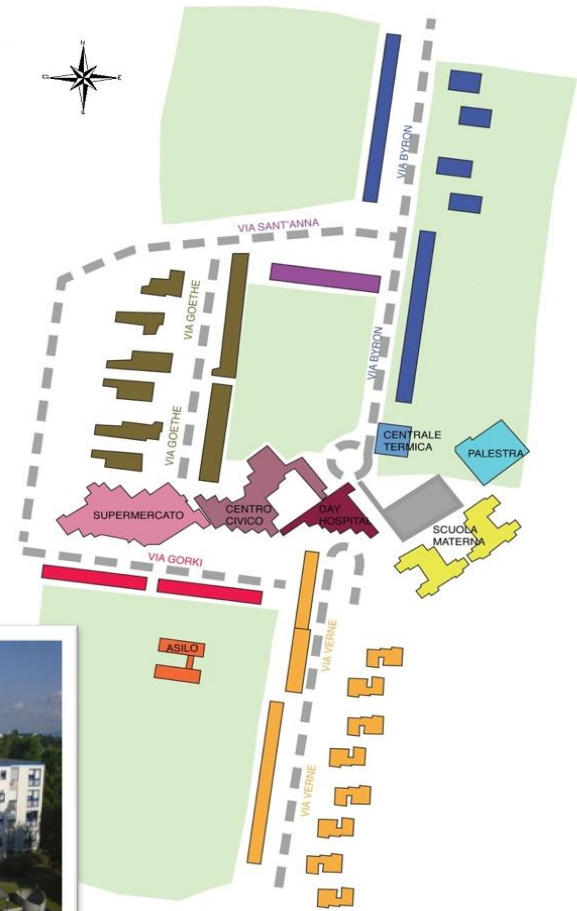 N
O
E
S
VIA BYRON
VIA SANT'ANNA
VIA GOETHE
VIA BYRON
VIA GOETHE
CENTRALE
TERMICA
PALESTRA
SUPERMERCATO
CENTRO
CIVICO
DAY
HOSPITAL
SCUOLA
MATERNA
VIA GORKI
ASILO
VIA VERNE
VIA VERNE